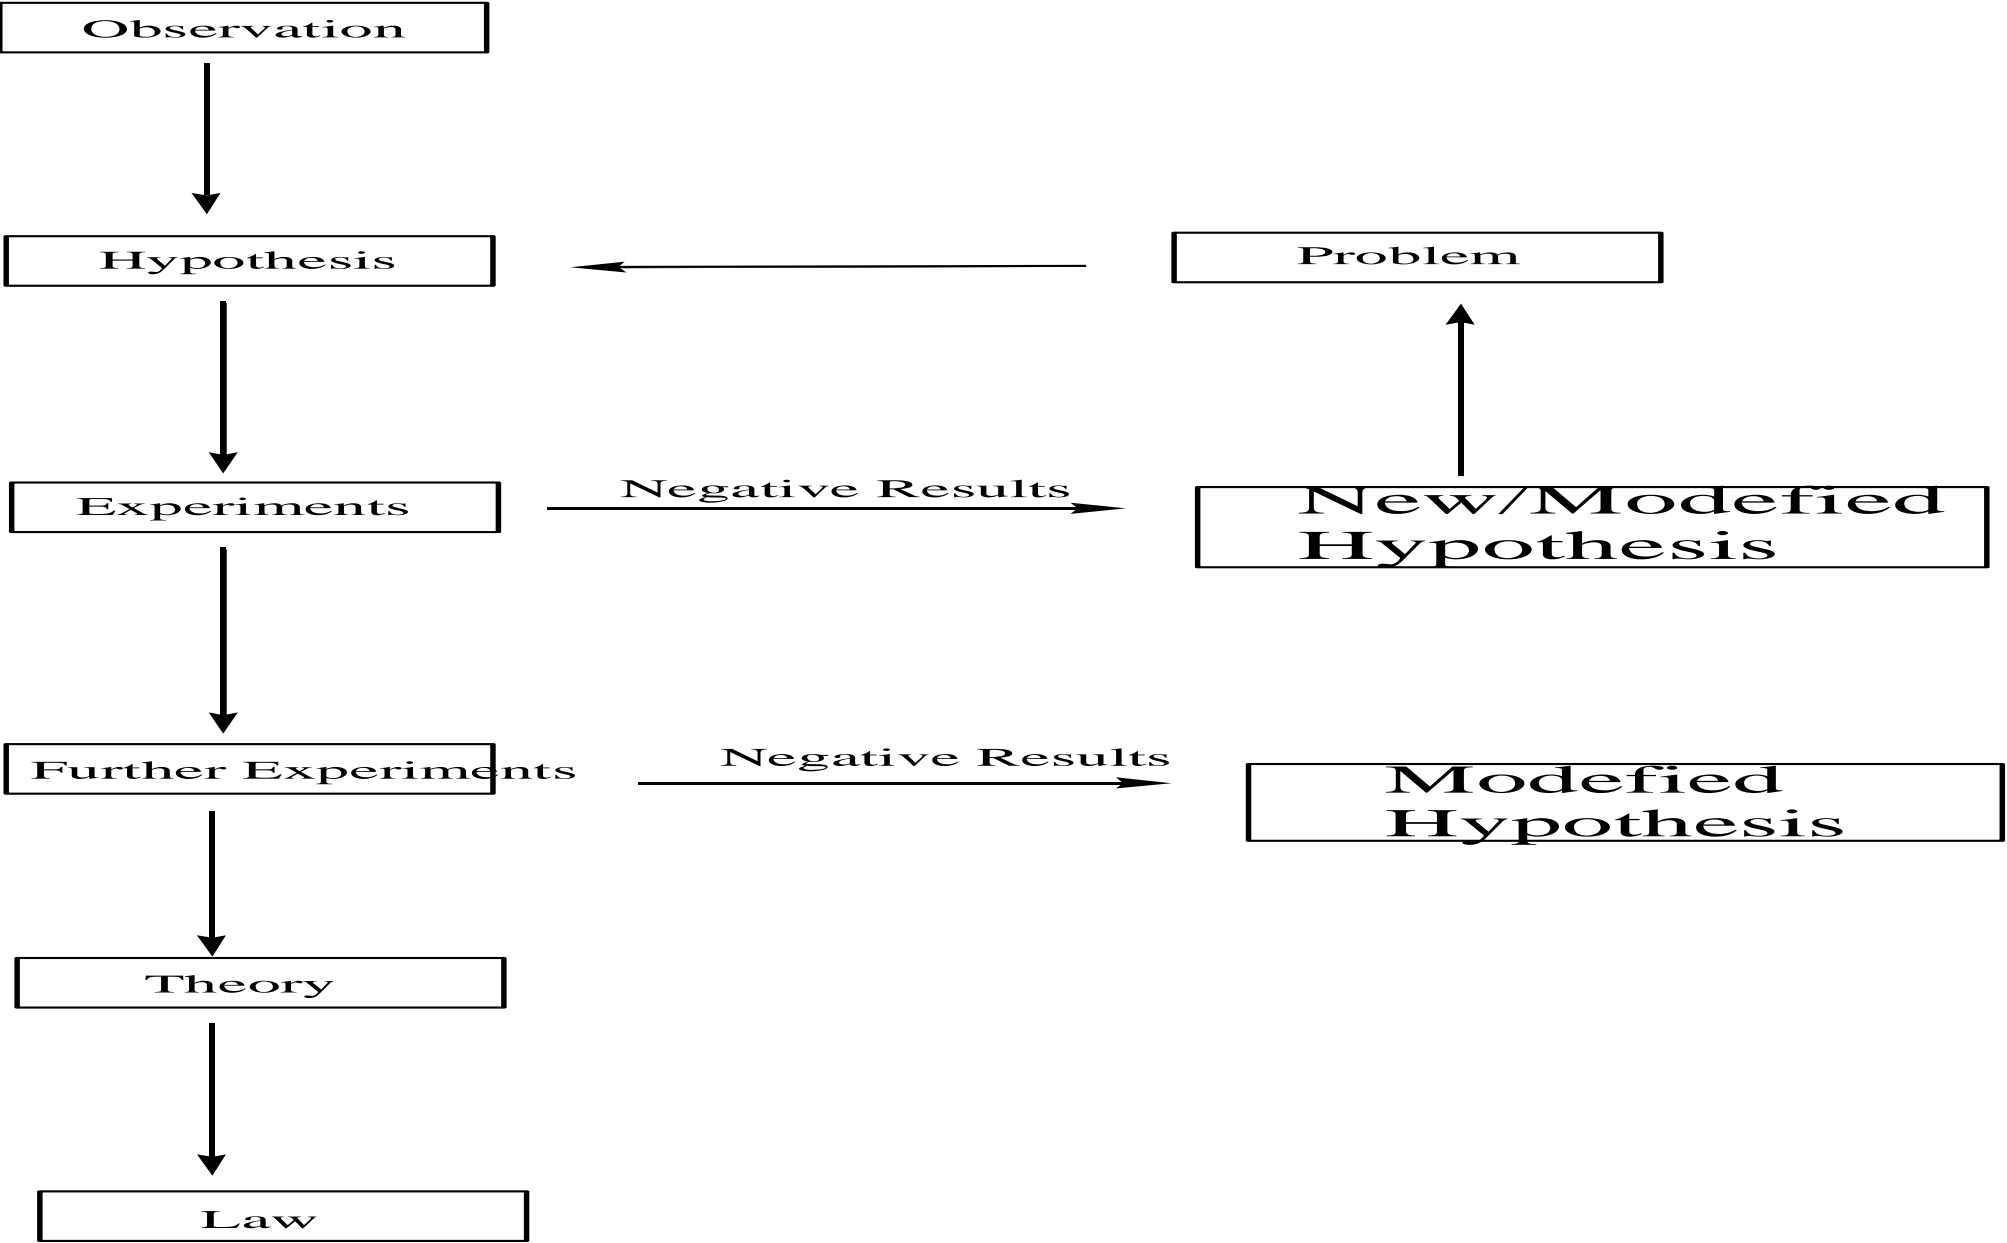 Observation
Hypothesis
Problem
Experiments
Negative Results
New/Modefied
Hypothesis
Further Experiments
Negative Results
Modefied
Hypothesis
Theory
Law